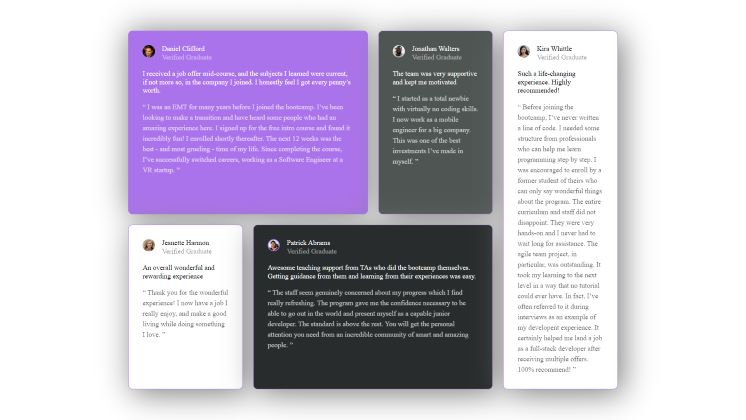 Daniel Clifford
Verified Graduate
I received a job offer mid-course, and the subjects I learned were current,
if not more so, in the company I joined. I honestly feel I got every penny's
worth.
“ I was an EMT for many years before I joined the bootcamp. I've been
looking to make a transition and have heard some people who had an
amazing experience here. I signed up for the free intro course and found it
incredibly fun! I enrolled shortly thereafter. The next 12 weeks was the
best - and most grueling - time of my life. Since completing the course,
I've successfully switched careers, working as a Software Engineer at a
VR startup. ”
Jonathan Walters
Verified Graduate
The team was very supportive
and kept me motivated
“ I started as a total newbie
with virtually no coding skills.
I now work as a mobile
engineer for a big company.
This was one of the best
investments I've made in
myself. ”
Kira Whittle
Verified Graduate
Such a life-changing
experience. Highly
recommended!
“ Before joining the
bootcamp, I've never written
a line of code. I needed some
structure from professionals
who can help me learn
programming step by step. I
was encouraged to enroll by a
former student of theirs who
can only say wonderful things
about the program. The entire
curriculum and staff did not
disappoint. They were very
hands-on and I never had to
wait long for assistance. The
agile team project, in
particular, was outstanding. It
took my learning to the next
level in a way that no tutorial
could ever have. In fact, I've
often referred to it during
interviews as an example of
my developent experience. It
certainly helped me land a job
as a full-stack developer after
receiving multiple offers.
100% recommend! ”
Jeanette Harmon
Verified Graduate
An overall wonderful and
rewarding experience
“ Thank you for the wonderful
experience! I now have a job I
really enjoy, and make a good
living while doing something
I love. ”
Patrick Abrams
Verified Graduate
Awesome teaching support from TAs who did the bootcamp themselves.
Getting guidance from them and learning from their experiences was easy.
“ The staff seem genuinely concerned about my progress which I find
really refreshing. The program gave me the confidence necessary to be
able to go out in the world and present myself as a capable junior
developer. The standard is above the rest. You will get the personal
attention you need from an incredible community of smart and amazing
people. ”